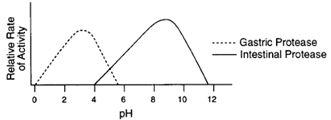 Relative Rate
of Activity
Gastric Protease
Intestinal Protease
0 2 4 6 8 10 12
pH